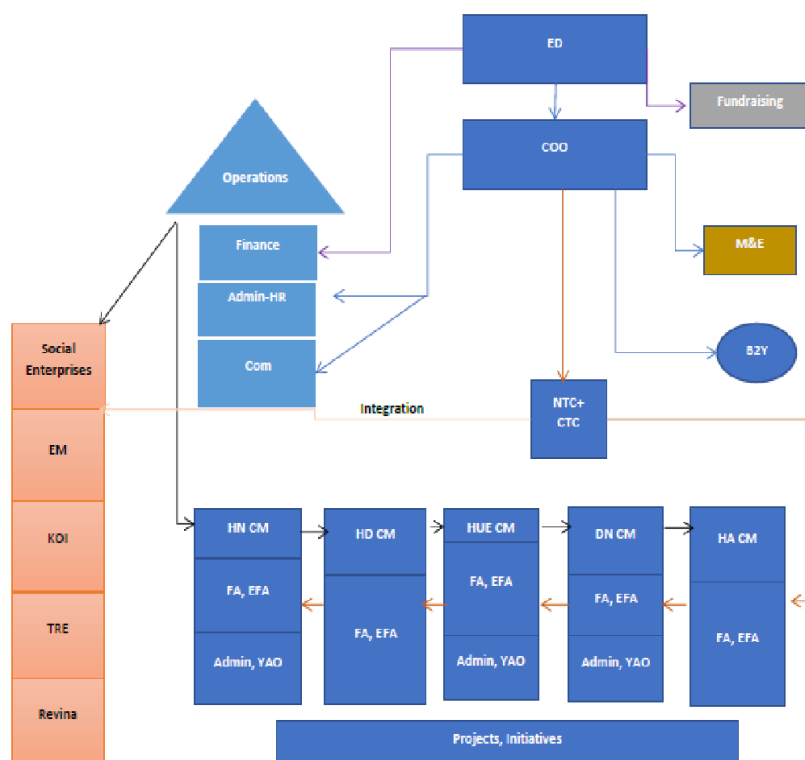 ED
Fundraising
COO
Operations
Finance
M&E
Admin-HR
Social
Enterprises
Com
B2Y
Integration
NTC+
CTC
EM
KOI
TRE
Revina
HN CM
HD CM
HUE CM
DN CM
HA CM
FA, EFA
FA, EFA
FA, EFA
FA, EFA
FA, EFA
Admin, YAO
Admin, YAO
Admin, YAO
Projects, Initiatives